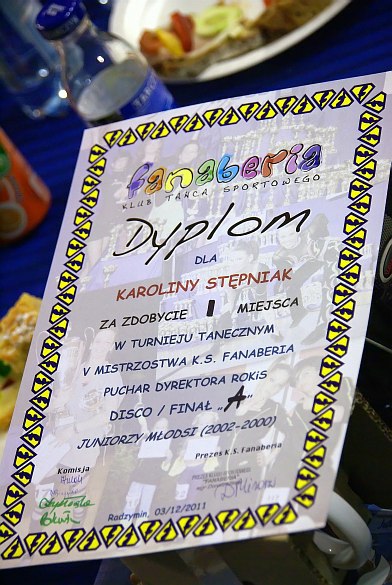 fanaberia
KLUB TAŃCA SPORTOWEGO
Dyplom
DLA
KAROLINY STĘPNIAK
ZA ZDOBYCIE I MIEJSCA
W TURNIEJU TANECZNYM
V MISTRZOSTWA K.S. FANABERIA
PUCHAR DYREKTORA ROKiS
DISCO / FINAŁ „A"
JUNIORZY MŁODSI (2002-2000)
Prezes K.S. Fanaberia
Komisja
Radzymin, 03/12/2011